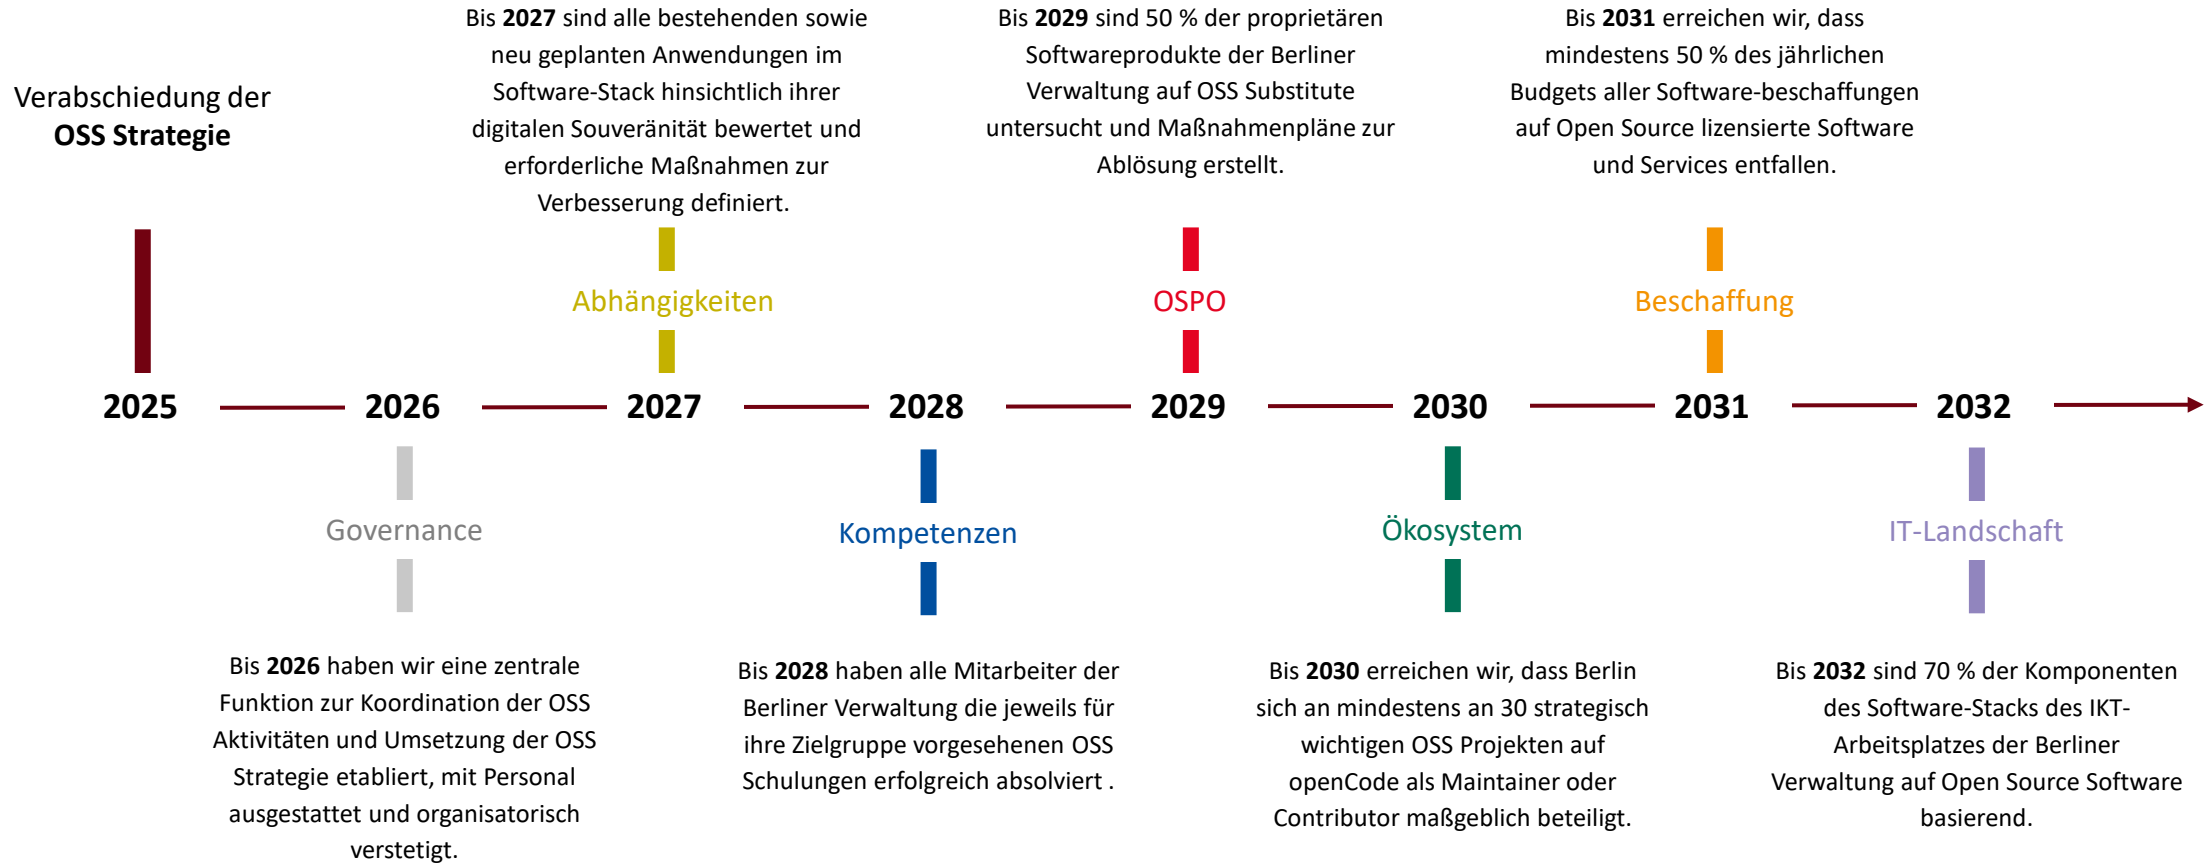 Verabschiedung der
OSS Strategie
Bis 2027 sind alle bestehenden sowie
neu geplanten Anwendungen im
Software-Stack hinsichtlich ihrer
digitalen Souveränität bewertet und
erforderliche Maßnahmen zur
Verbesserung definiert.
Bis 2029 sind 50 % der proprietären
Softwareprodukte der Berliner
Verwaltung auf OSS Substitute
untersucht und Maßnahmenpläne zur
Ablösung erstellt.
Bis 2031 erreichen wir, dass
mindestens 50 % des jährlichen
Budgets aller Software-beschaffungen
auf Open Source lizensierte Software
und Services entfallen.
Abhängigkeiten
OSPO
Beschaffung
2025
2026
2027
2028
2029
2030
2031
2032
Governance
Kompetenzen
Ökosystem
IT-Landschaft
Bis 2026 haben wir eine zentrale
Funktion zur Koordination der OSS
Aktivitäten und Umsetzung der OSS
Strategie etabliert, mit Personal
ausgestattet und organisatorisch
verstetigt.
Bis 2028 haben alle Mitarbeiter der
Berliner Verwaltung die jeweils für
ihre Zielgruppe vorgesehenen OSS
Schulungen erfolgreich absolviert .
Bis 2030 erreichen wir, dass Berlin
sich an mindestens an 30 strategisch
wichtigen OSS Projekten auf
openCode als Maintainer oder
Contributor maßgeblich beteiligt.
Bis 2032 sind 70 % der Komponenten
des Software-Stacks des IKT-
Arbeitsplatzes der Berliner
Verwaltung auf Open Source Software
basierend.